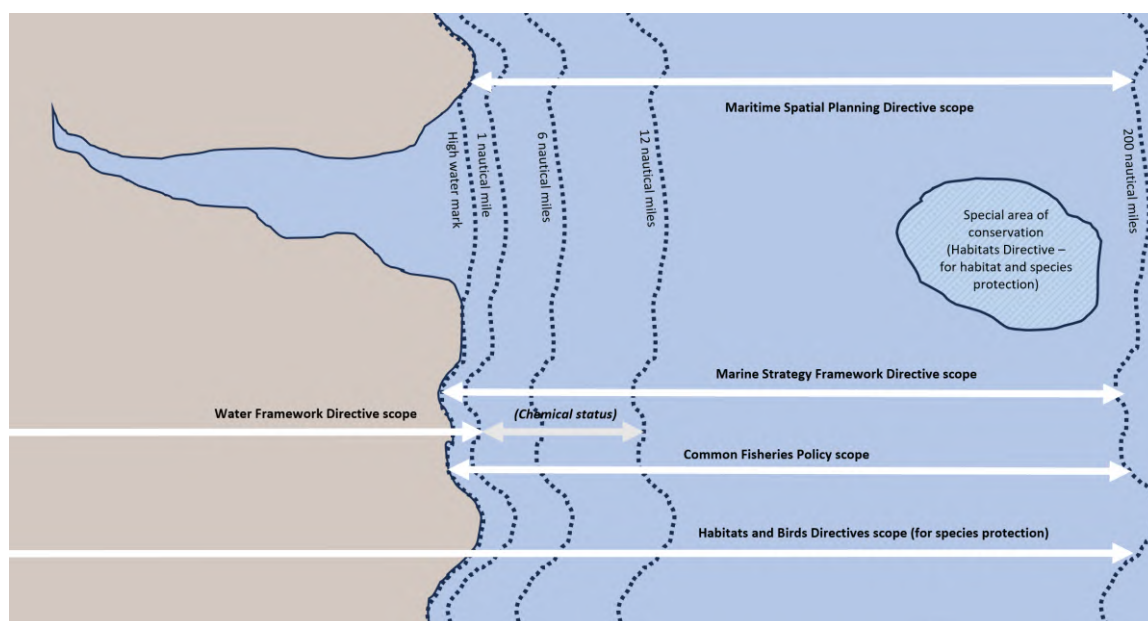 Maritime Spatial Planning Directive scope
High water mark
1 nautical mile
6 nautical miles
12 nautical miles
200 nautical miles
Special area of
conservation
(Habitats Directive –
for habitat and species
protection)
Marine Strategy Framework Directive scope
Water Framework Directive scope
(Chemical status)
Common Fisheries Policy scope
Habitats and Birds Directives scope (for species protection)